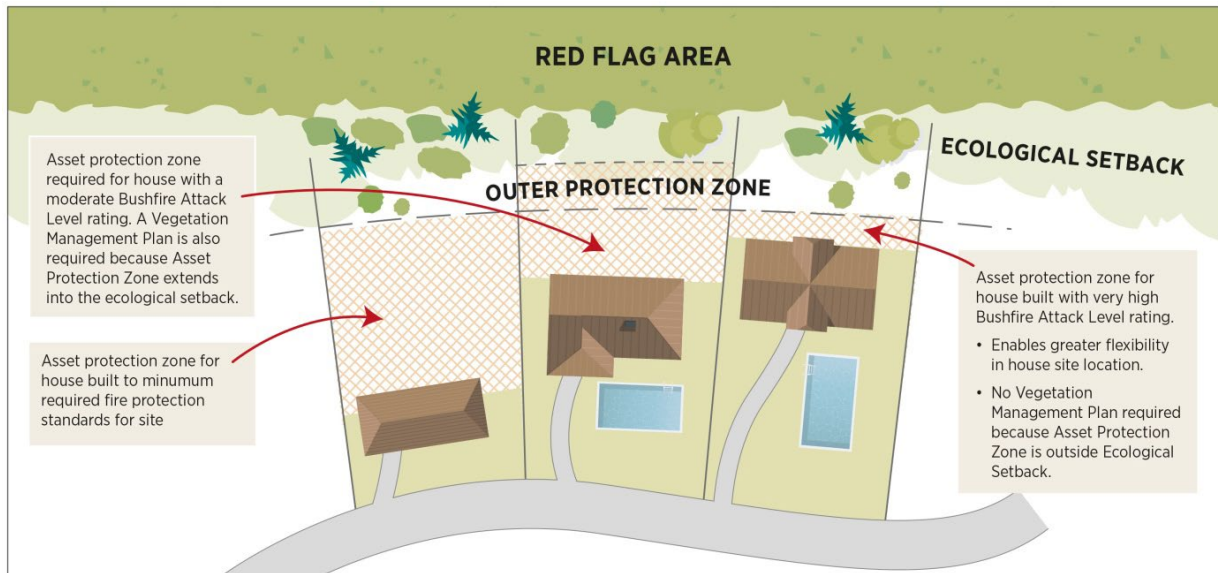 RED FLAG AREA
ECOLOGICAL SETBACK
OUTER PROTECTION ZONE
Asset protection zone
required for house with a
moderate Bushfire Attack
Level rating. A Vegetation
Management Plan is also
required because Asset
Protection Zone extends
into the ecological setback.
Asset protection zone for
house built to minumum
required fire protection
standards for site
Asset protection zone for
house built with very high
Bushfire Attack Level rating.
• Enables greater flexibility
in house site location.
• No Vegetation
Management Plan required
because Asset Protection
Zone is outside Ecological
Setback.